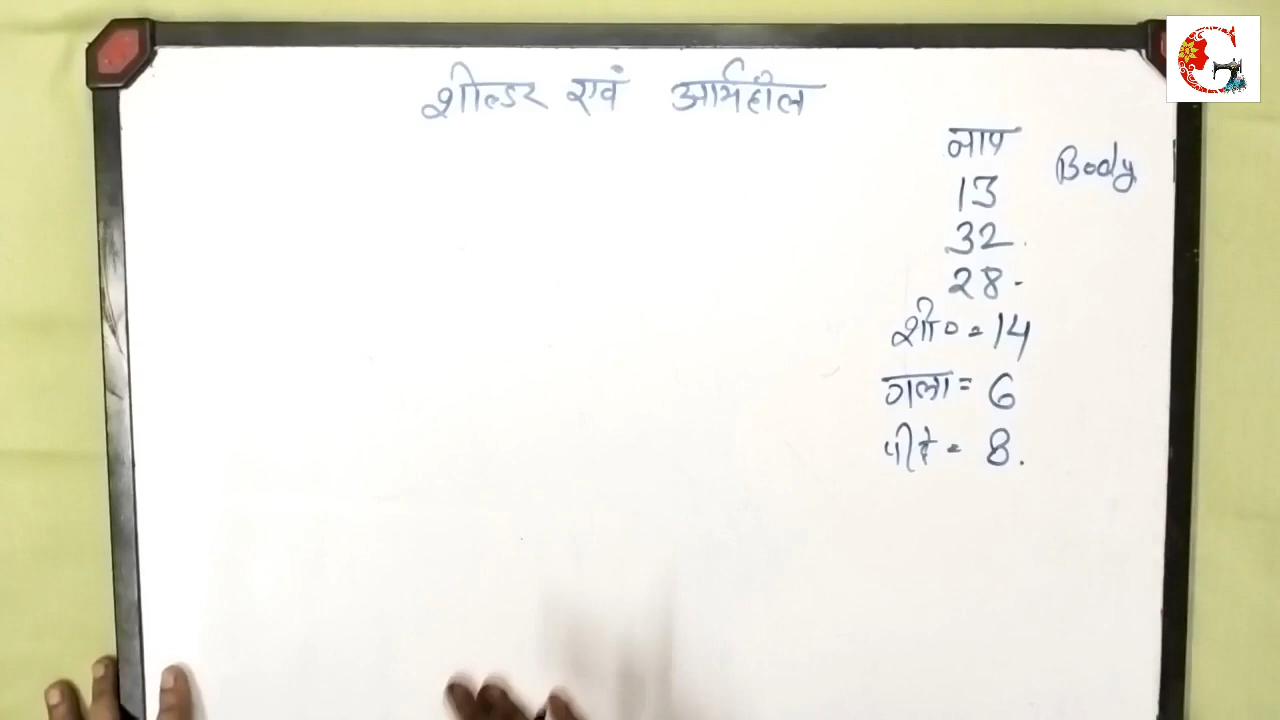 शोल्डर एवं आर्महोल
नाप
Body
13
32.
28-
शो० = 14
गला = 6
पीछे = 8.